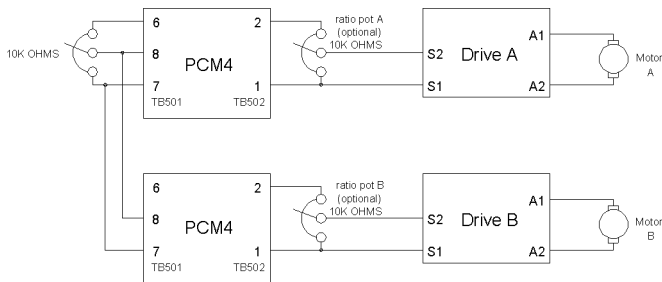 10K OHMS
6
8
7
PCM4
TB501
2
1
TB502
ratio pot A
(optional)
10K OHMS
S2
S1
Drive A
A1
A2
Motor
A
6
8
7
PCM4
TB501
2
1
TB502
ratio pot B
(optional)
10K OHMS
S2
S1
Drive B
A1
A2
Motor
B